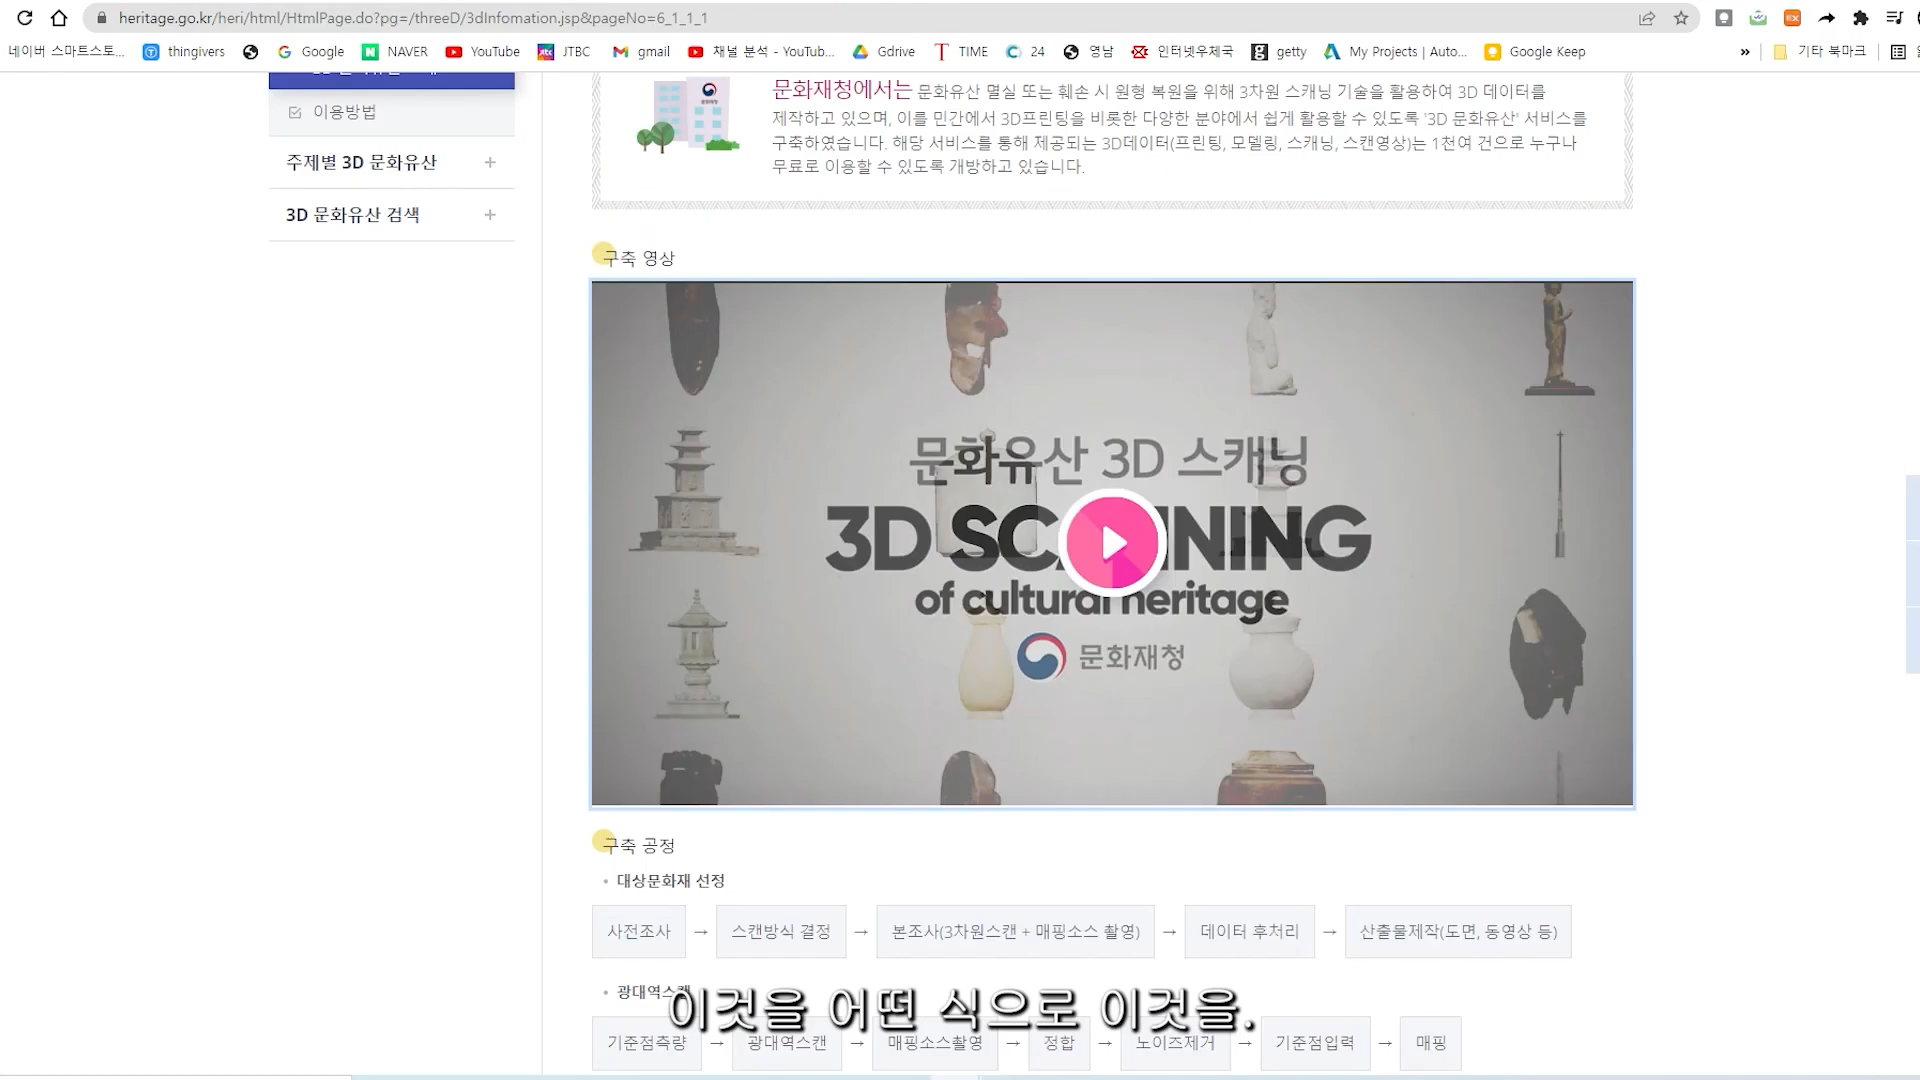 heritage.go.kr/heri/html/HtmlPage.do?pg=/threeD/3dInfomation.jsp&pageNo=6_1_1_1
네이버 스마트스토... thingivers Google NAVER YouTube JTBC gmail 채널 분석 - YouTub... Gdrive TIME 24 영남 인터넷우체국 getty My Projects | Auto... Google Keep » 기타 북마크
이용방법
주제별 3D 문화유산 +
3D 문화유산 검색 +
문화재청
문화재청에서는 문화유산 멸실 또는 훼손 시 원형 복원을 위해 3차원 스캐닝 기술을 활용하여 3D 데이터를
제작하고 있으며, 이를 민간에서 3D프린팅을 비롯한 다양한 분야에서 쉽게 활용할 수 있도록 '3D 문화유산' 서비스를
구축하였습니다. 해당 서비스를 통해 제공되는 3D데이터(프린팅, 모델링, 스캐닝, 스캔영상)는 1천여 건으로 누구나
무료로 이용할 수 있도록 개방하고 있습니다.
구축 영상
문화유산 3D 스캐닝
3D SCANNING
of cultural heritage
문화재청
구축 공정
• 대상문화재 선정
사전조사 → 스캔방식 결정 → 본조사(3차원스캔 + 매핑소스 촬영) → 데이터 후처리 → 산출물제작(도면, 동영상 등)
• 광대역스캔
이것을 어떤 식으로 이것을.
기준점측량 → 광대역스캔 → 매핑소스촬영 → 정합 → 노이즈제거 → 기준점입력 → 매핑